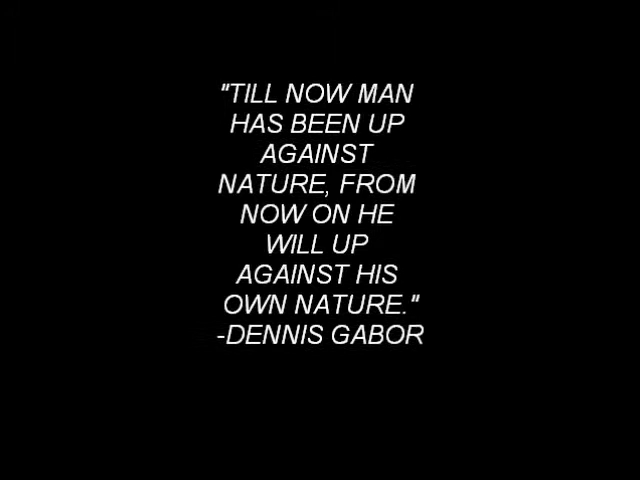 "TILL NOW MAN
HAS BEEN UP
AGAINST
NATURE, FROM
NOW ON HE
WILL UP
AGAINST HIS
OWN NATURE."
-DENNIS GABOR